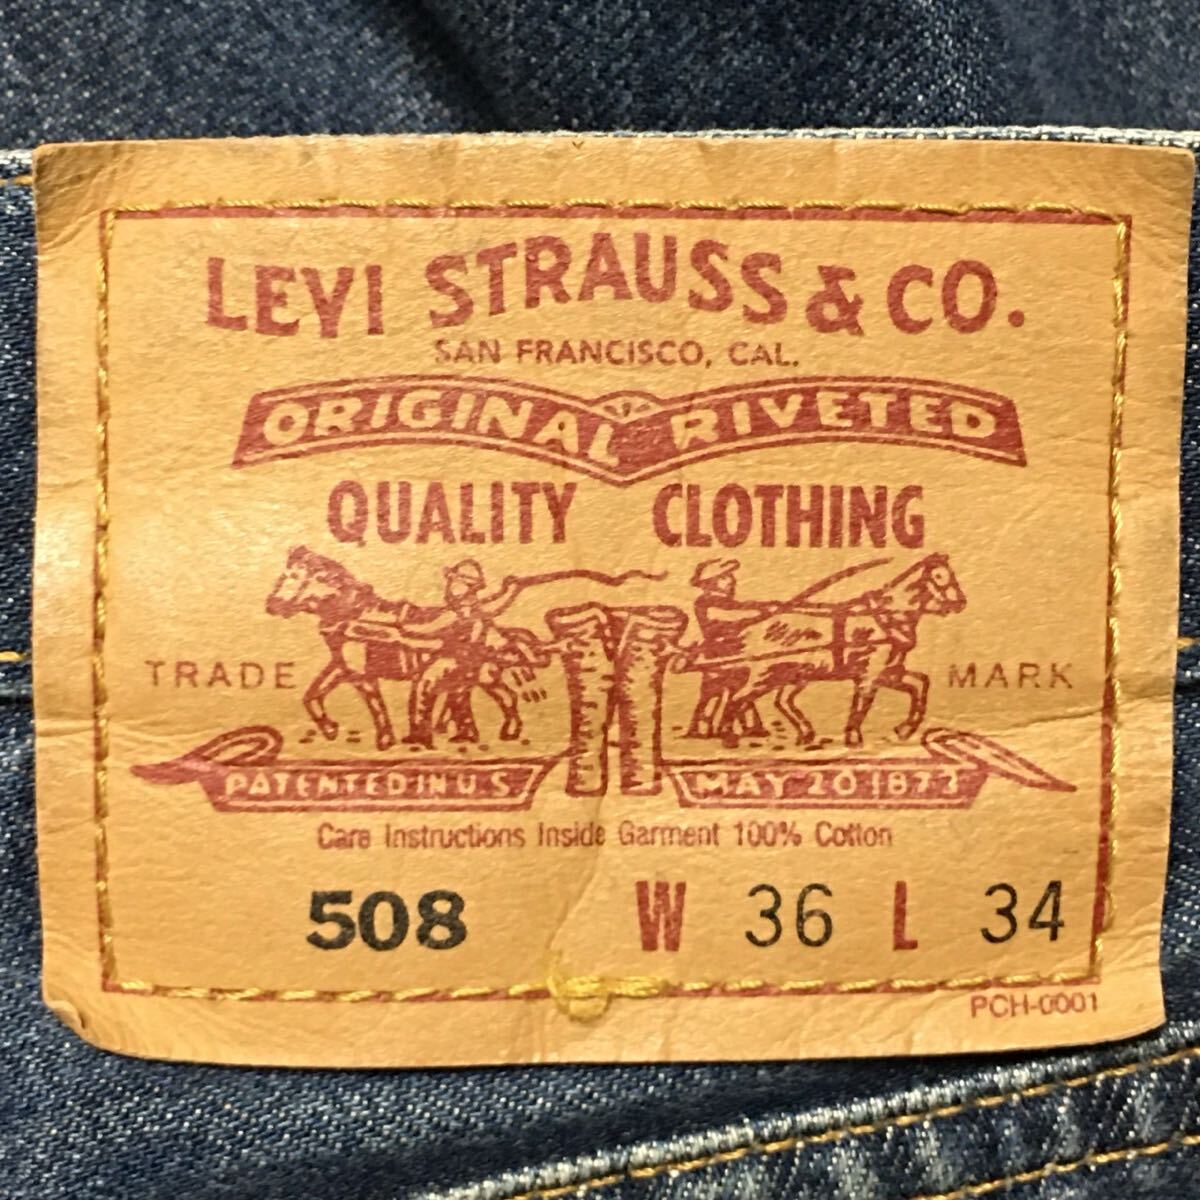 LEVI STRAUSS & CO.
SAN FRANCISCO, CAL.
ORIGINAL RIVETED
QUALITY CLOTHING
TRADE MARK
PATENTED IN U.S. MAY 20 1873
Care Instructions Inside Garment 100% Cotton
508 W 36 L 34
PCH-0001